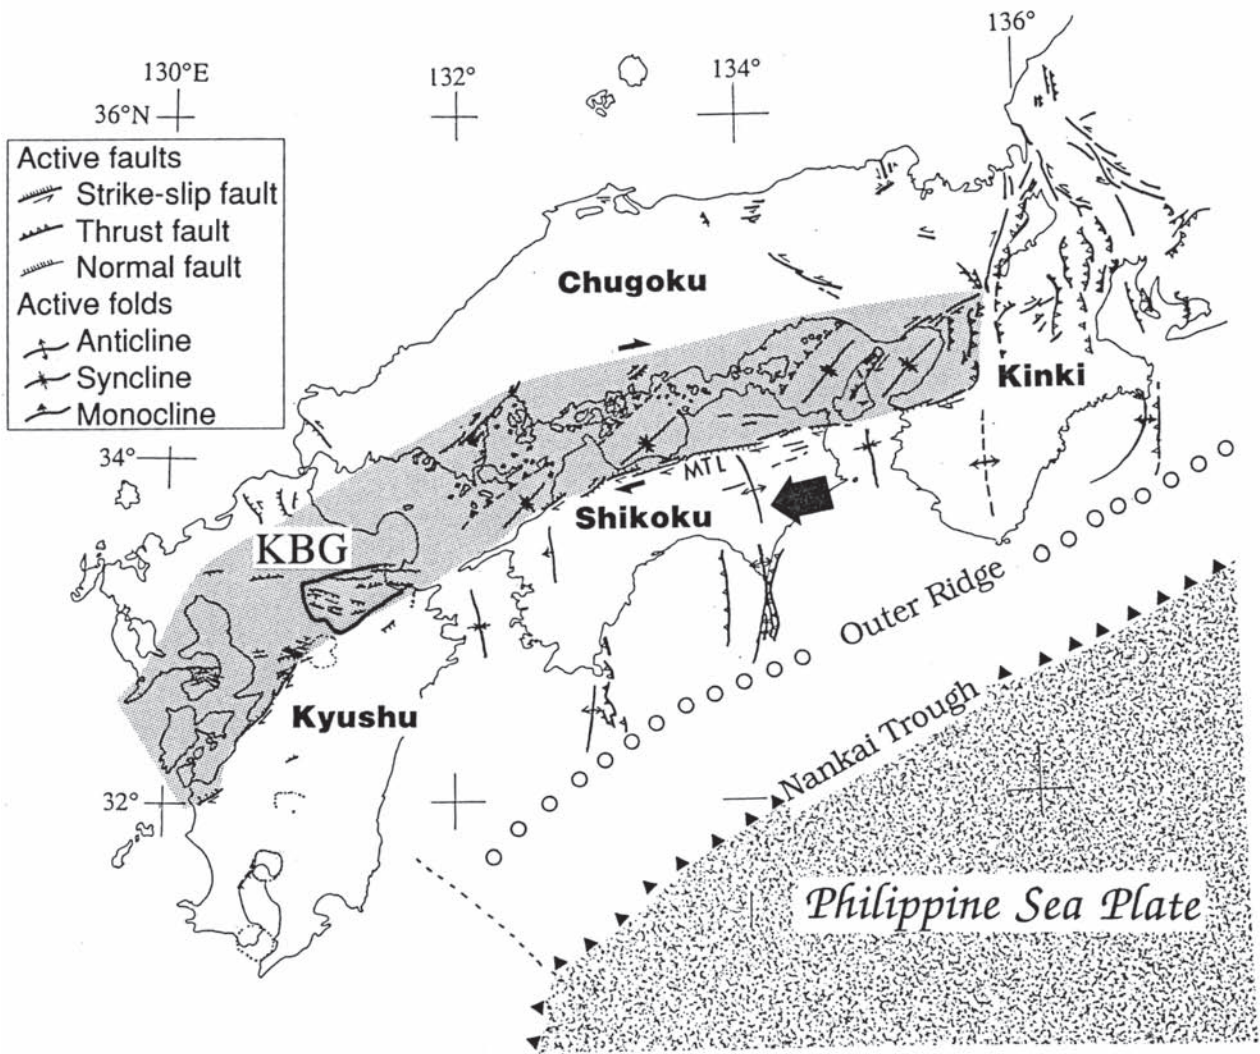 136°
130°E
132°
134°
36°N
Active faults
Strike-slip fault
Thrust fault
Normal fault
Active folds
Anticline
Syncline
Monocline
Chugoku
Kinki
34°
MTL
Shikoku
KBG
Outer Ridge
Kyushu
Nankai Trough
32°
Philippine Sea Plate